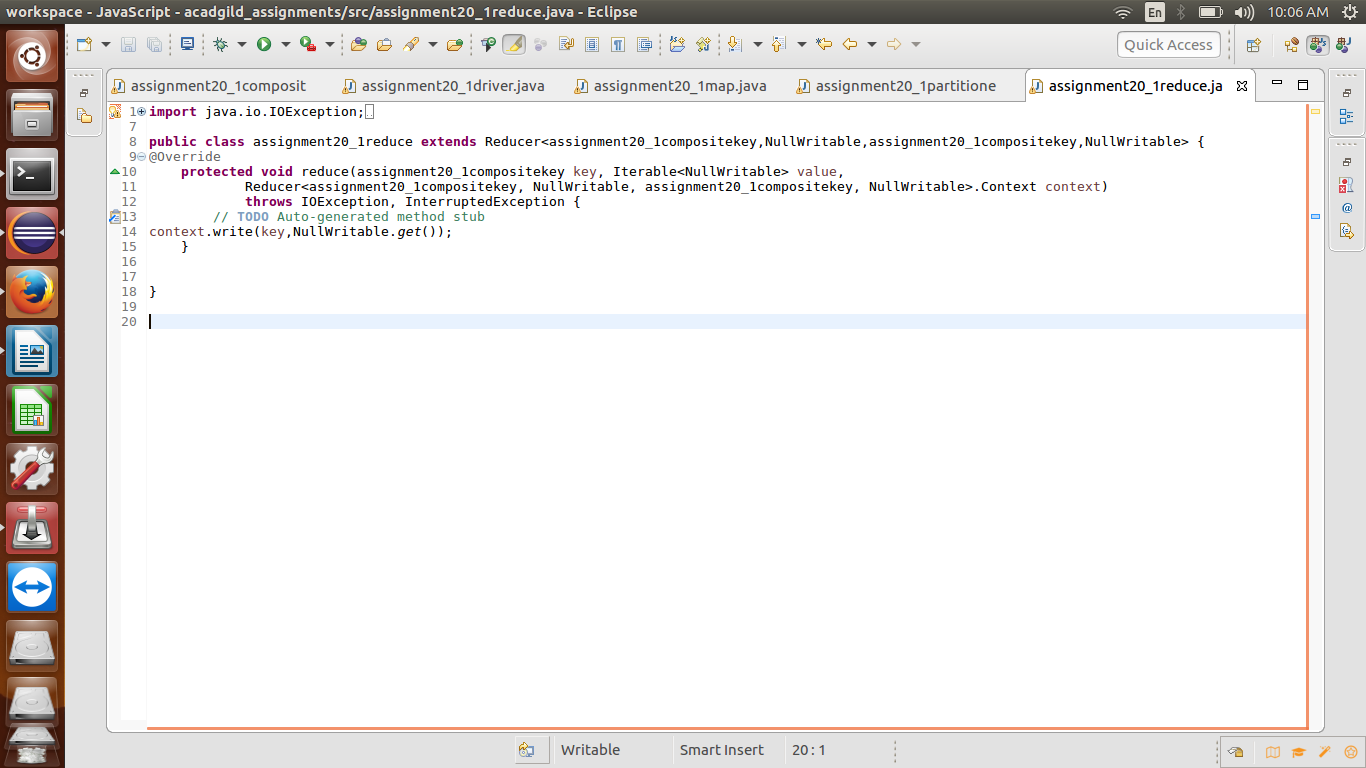 workspace - JavaScript - acadgild_assignments/src/assignment20_1reduce.java - Eclipse
En
10:06 AM
Quick Access
assignment20_1composit
assignment20_1driver.java
assignment20_1map.java
assignment20_1partitione
assignment20_1reduce.ja
1 import java.io.IOException;
7
8 public class assignment20_1reduce extends Reducer<assignment20_1compositekey,NullWritable,assignment20_1compositekey,NullWritable> {
9 @Override
10     protected void reduce(assignment20_1compositekey key, Iterable<NullWritable> value,
11             Reducer<assignment20_1compositekey, NullWritable, assignment20_1compositekey, NullWritable>.Context context)
12             throws IOException, InterruptedException {
13         // TODO Auto-generated method stub
14 context.write(key,NullWritable.get());
15     }
16
17
18 }
19
20
Writable
Smart Insert
20 : 1